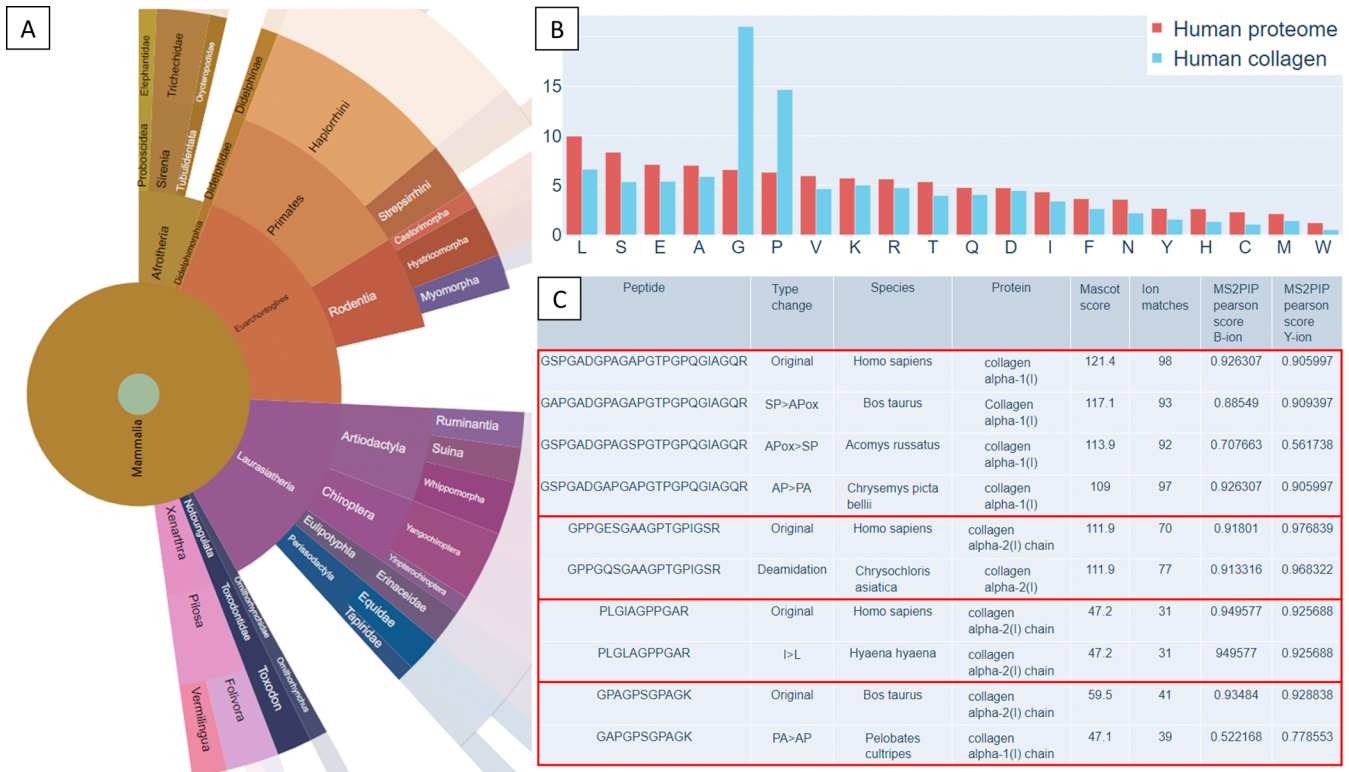 A
Elephantidae
Trichechidae
Orycteropodidae
Proboscidea
Sirenia
Tubulidentata
Afrotheria
Didelphinae
Didelphidae
Didelphimorphia
Haplorrhini
Primates
Strepsirrhini
Castorimorpha
Hystricomorpha
Myomorpha
Rodentia
Euarchontoglires
Mammalia
Laurasiatheria
Artiodactyla
Ruminantia
Suina
Whippomorpha
Chiroptera
Yangochiroptera
Yinpterochiroptera
Eulipotyphla
Erinaceidae
Perissodactyla
Equidae
Tapiridae
Xenarthra
Pilosa
Vermilingua
Folivora
Notoungulata
Toxodontidae
Toxodon
Ornithorhynchidae
Ornithorhynchus
B
Human proteome
Human collagen
15
10
5
0
L S E A G P V K R T Q D I F N Y H C M W
C
Peptide Type change Species Protein Mascot score Ion matches MS2PIP pearson score B-ion MS2PIP pearson score Y-ion
GSPGADGPAGAPGTPGPQGIAGQR Original Homo sapiens collagen alpha-1(I) 121.4 98 0.926307 0.905997
GAPGADGPAGAPGTPGPQGIAGQR SP>APox Bos taurus Collagen alpha-1(I) 117.1 93 0.88549 0.909397
GSPGADGPAGSPGTPGPQGIAGQR APox>SP Acomys russatus collagen alpha-1(I) 113.9 92 0.707663 0.561738
GSPGADGAPGAPGTPGPQGIAGQR AP>PA Chrysemys picta bellii collagen alpha-1(I) 109 97 0.926307 0.905997
GPPGESGAAGPTGPIGSR Original Homo sapiens collagen alpha-2(I) chain 111.9 70 0.91801 0.976839
GPPGQSGAAGPTGPIGSR Deamidation Chrysochloris asiatica collagen alpha-2(I) 111.9 77 0.913316 0.968322
PLGIAGPPGAR Original Homo sapiens collagen alpha-2(I) chain 47.2 31 0.949577 0.925688
PLGLAGPPGAR I>L Hyaena hyaena collagen alpha-2(I) chain 47.2 31 949577 0.925688
GPAGPSGPAGK Original Bos taurus collagen alpha-2(I) chain 59.5 41 0.93484 0.928838
GAPGPSGPAGK PA>AP Pelobates cultripes collagen alpha-1(I) chain 47.1 39 0.522168 0.778553